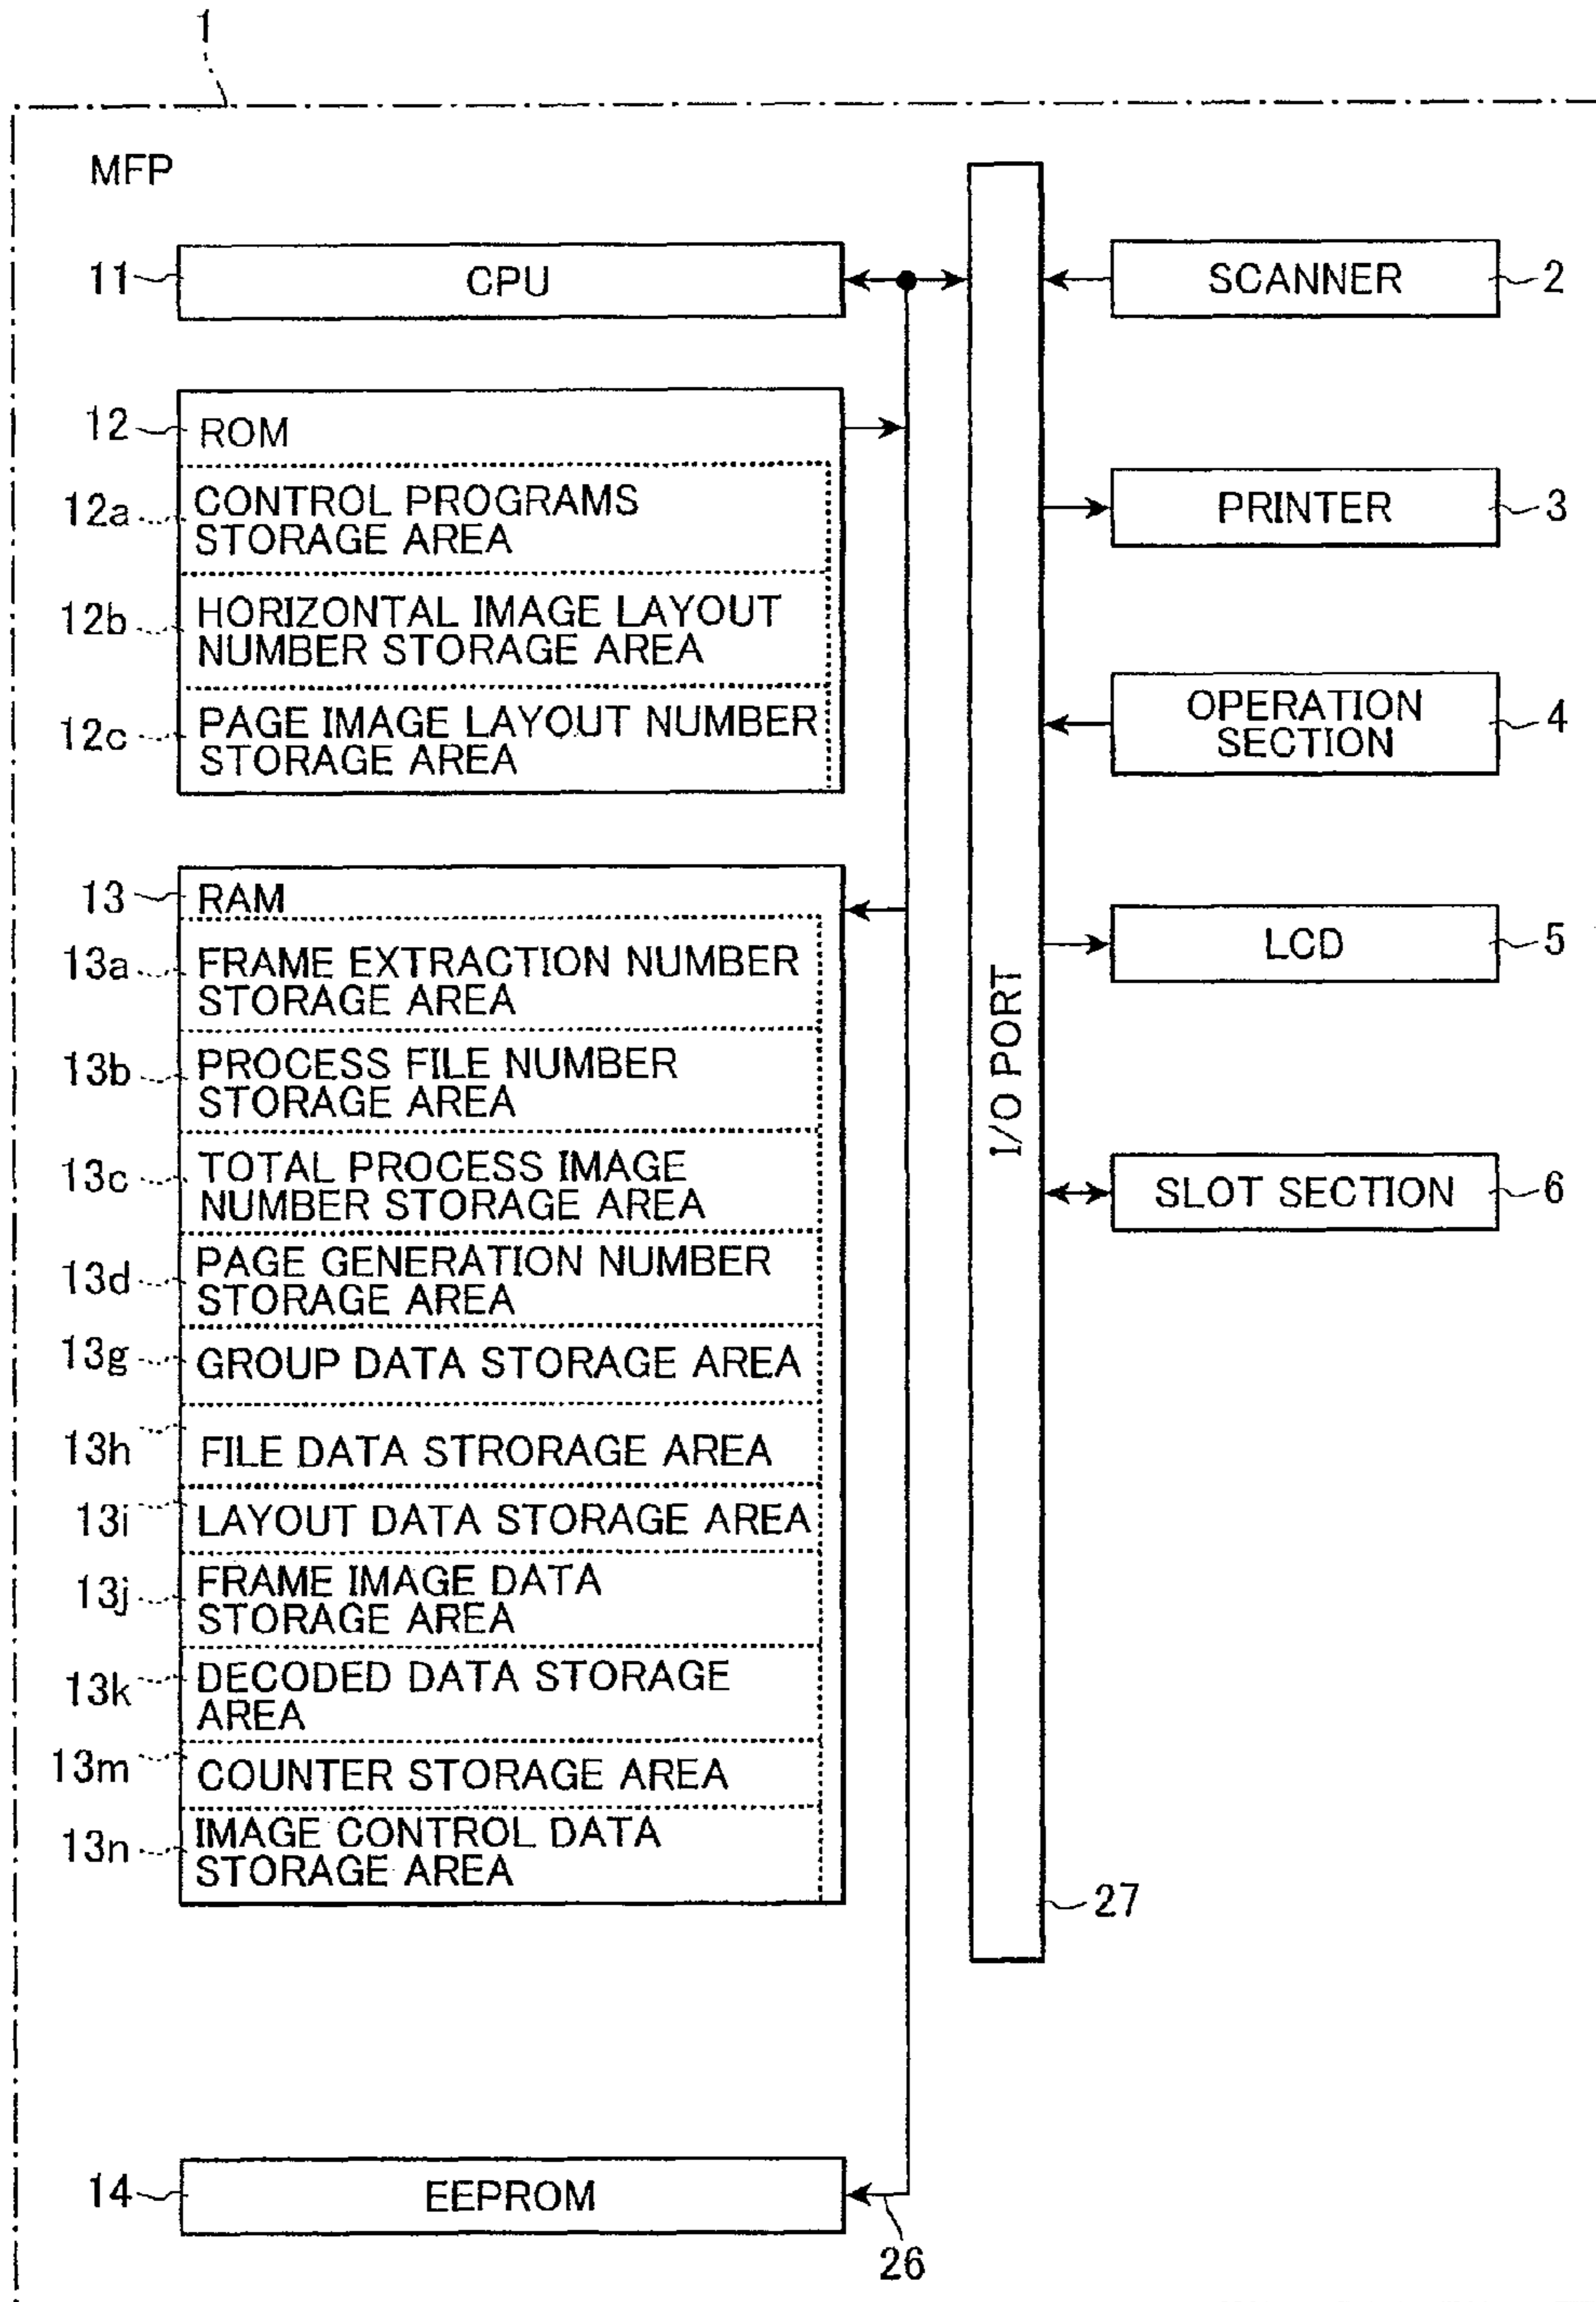 1
MFP
11 CPU
SCANNER 2
12 ROM
12a CONTROL PROGRAMS
STORAGE AREA
PRINTER 3
12b HORIZONTAL IMAGE LAYOUT
NUMBER STORAGE AREA
12c PAGE IMAGE LAYOUT NUMBER
STORAGE AREA
OPERATION
SECTION 4
13 RAM
13a FRAME EXTRACTION NUMBER
STORAGE AREA
LCD 5
13b PROCESS FILE NUMBER
STORAGE AREA
I/O PORT
13c TOTAL PROCESS IMAGE
NUMBER STORAGE AREA
SLOT SECTION 6
13d PAGE GENERATION NUMBER
STORAGE AREA
13g GROUP DATA STORAGE AREA
13h FILE DATA STRORAGE AREA
13i LAYOUT DATA STORAGE AREA
13j FRAME IMAGE DATA
STORAGE AREA
13k DECODED DATA STORAGE
AREA
13m COUNTER STORAGE AREA
13n IMAGE CONTROL DATA
STORAGE AREA
27
14 EEPROM
26